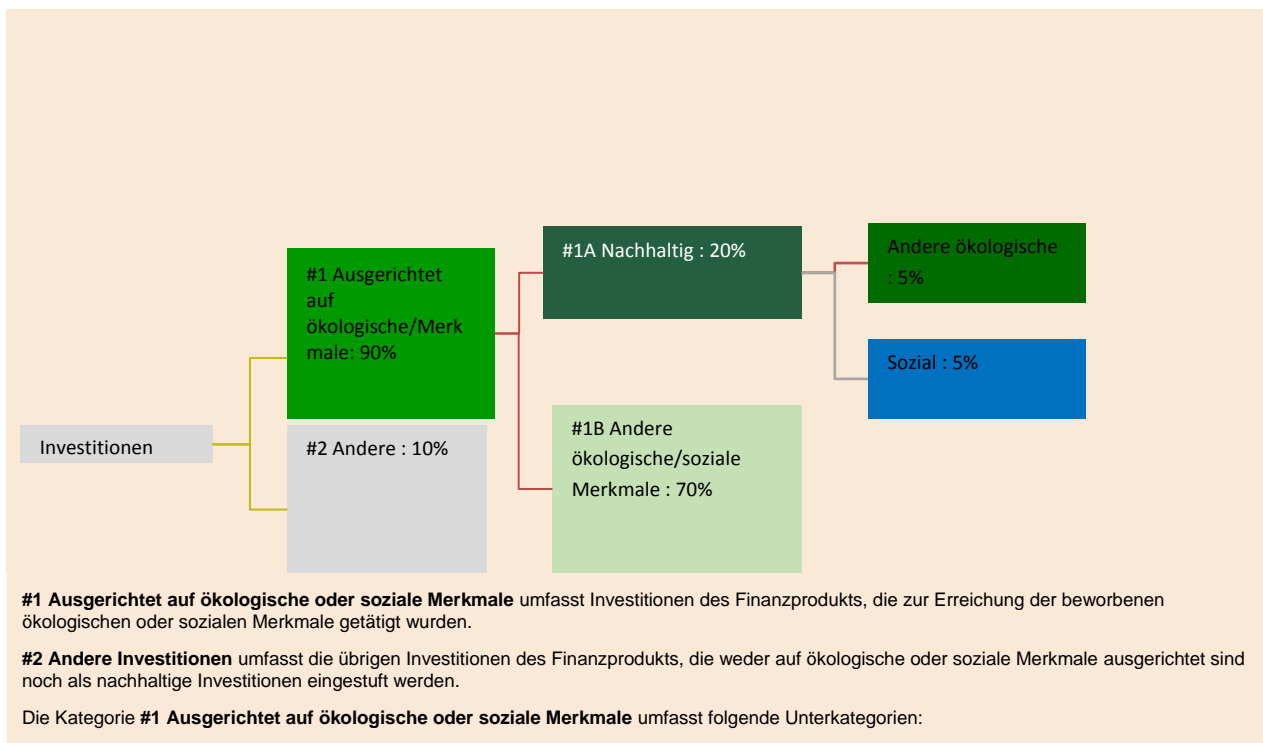 Investitionen
#1 Ausgerichtet
auf
ökologische/Merk
male: 90%
#2 Andere : 10%
#1A Nachhaltig : 20%
#1B Andere
ökologische/soziale
Merkmale : 70%
Andere ökologische
: 5%
Sozial : 5%
#1 Ausgerichtet auf ökologische oder soziale Merkmale umfasst Investitionen des Finanzprodukts, die zur Erreichung der beworbenen
ökologischen oder sozialen Merkmale getätigt wurden.
#2 Andere Investitionen umfasst die übrigen Investitionen des Finanzprodukts, die weder auf ökologische oder soziale Merkmale ausgerichtet sind
noch als nachhaltige Investitionen eingestuft werden.
Die Kategorie #1 Ausgerichtet auf ökologische oder soziale Merkmale umfasst folgende Unterkategorien: